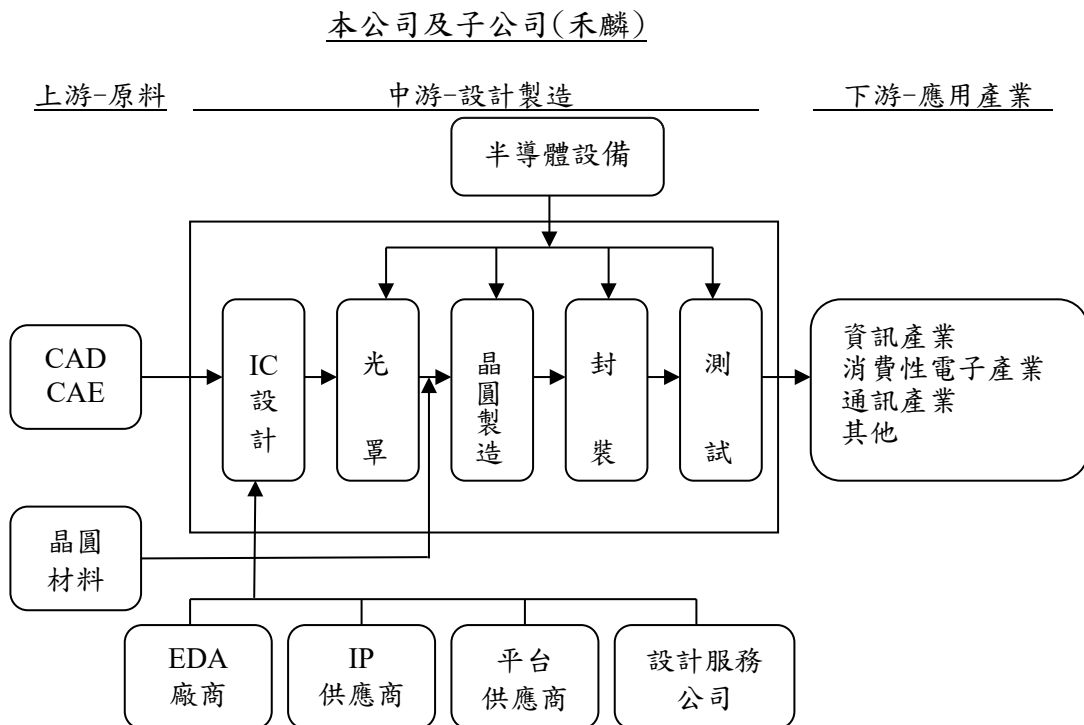 本公司及子公司(禾麟)
上游-原料
中游-設計製造
下游-應用產業
半導體設備
CAD
CAE
IC
設
計
光
罩
晶
圓
製
造
封
裝
測
試
資訊產業
消費性電子產業
通訊產業
其他
晶圓
材料
EDA
廠商
IP
供應商
平台
供應商
設計服務
公司